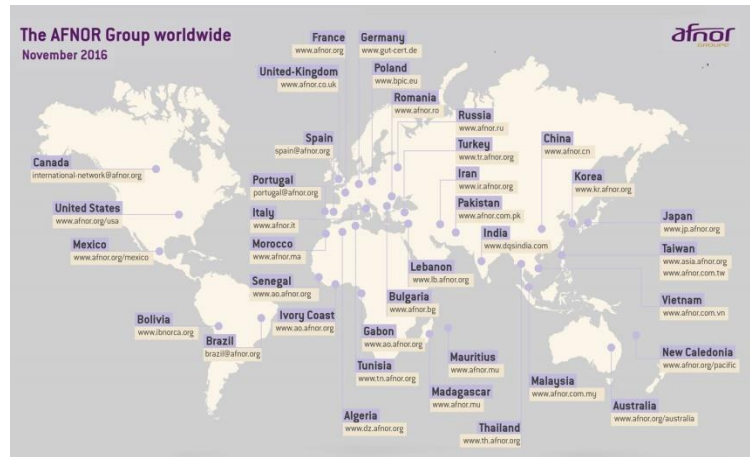 The AFNOR Group worldwide
November 2016
afnor
GROUPE
France
www.afnor.org
Germany
www.gut-cert.de
United-Kingdom
www.afnor.co.uk
Poland
www.bpic.eu
Romania
www.afnor.ro
Russia
www.afnor.ru
Spain
spain@afnor.org
Turkey
www.tr.afnor.org
China
www.afnor.cn
Canada
international-network@afnor.org
Portugal
portugal@afnor.org
Iran
www.ir.afnor.org
Korea
www.kr.afnor.org
United States
www.afnor.org/usa
Italy
www.afnor.it
Pakistan
www.afnor.com.pk
Japan
www.jp.afnor.org
Mexico
www.afnor.org/mexico
Morocco
www.afnor.ma
India
www.dqsindia.com
Taiwan
www.asia.afnor.org
www.afnor.com.tw
Senegal
www.ao.afnor.org
Lebanon
www.lb.afnor.org
Bulgaria
www.afnor.bg
Vietnam
www.afnor.com.vn
Bolivia
www.ibnorca.org
Brazil
brazil@afnor.org
Ivory Coast
www.ao.afnor.org
Gabon
www.ao.afnor.org
Mauritius
www.afnor.mu
New Caledonia
www.afnor.org/pacific
Tunisia
www.tn.afnor.org
Madagascar
www.afnor.mu
Malaysia
www.afnor.com.my
Australia
www.afnor.org/australia
Algeria
www.dz.afnor.org
Thailand
www.th.afnor.org